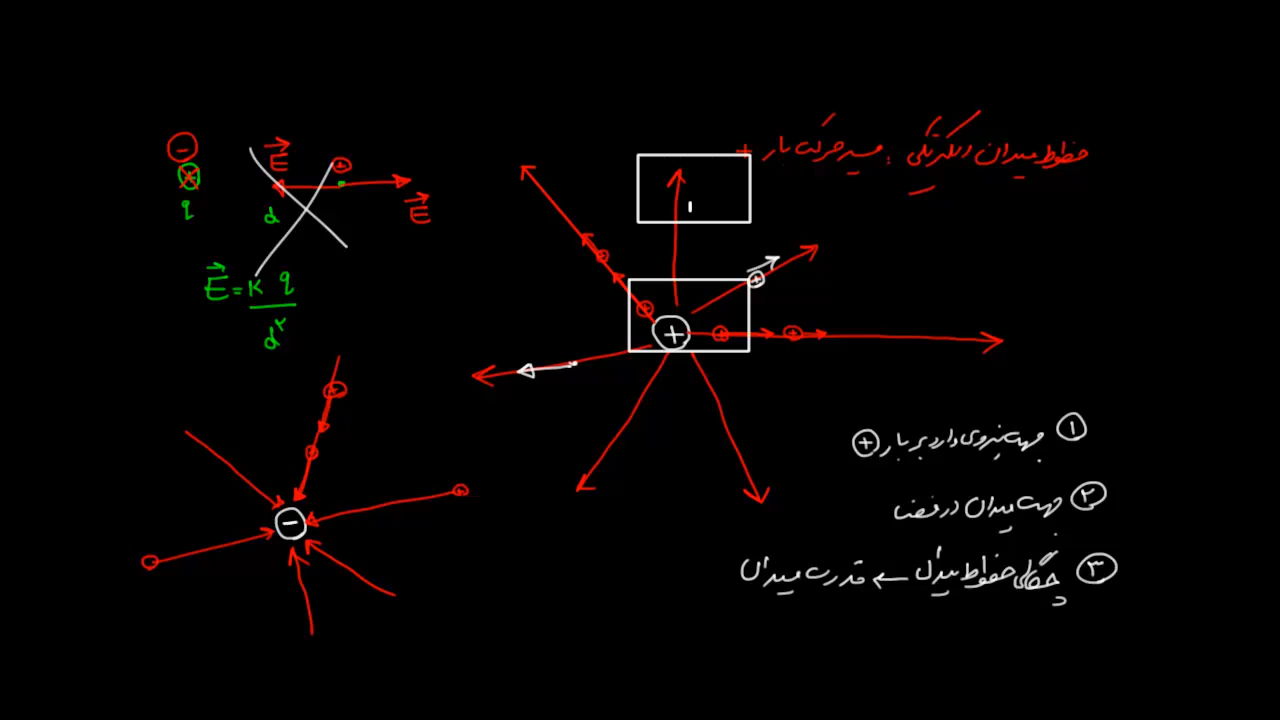 خطوط میدان الکتریکی : مسیر حرکت بار +
① جهت نیروی وارد بر بار ⊕
② جهت میدان در فضا
③ چگالی خطوط میدان ⇐ قدرت میدان
E
+
E
q
d
E = K q / d²
-
+
+
+
+
+
+
+
-
+
+